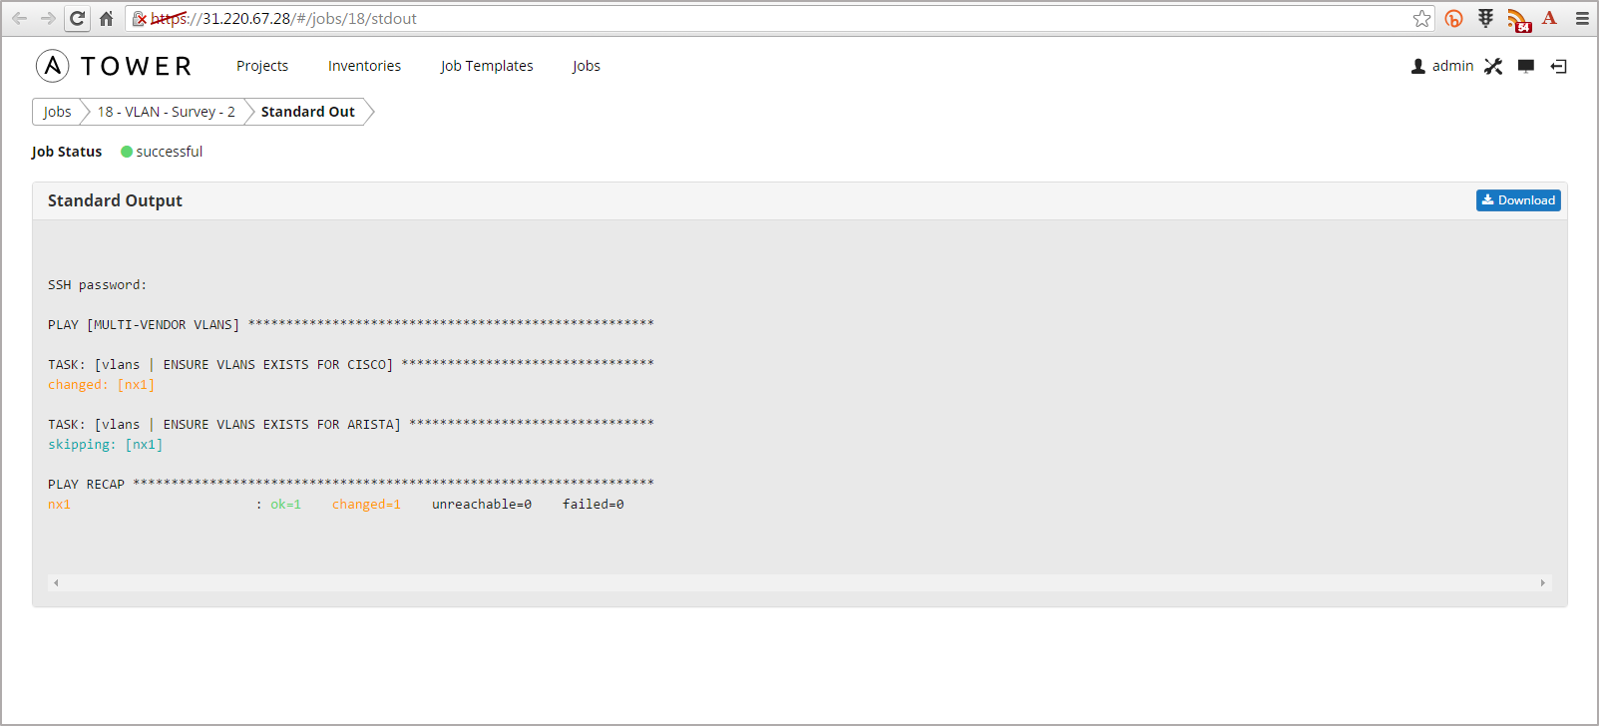 https://31.220.67.28/#/jobs/18/stdout
54
A
A TOWER Projects Inventories Job Templates Jobs admin
Jobs 18 - VLAN - Survey - 2 Standard Out
Job Status successful
Standard Output Download
SSH password:
PLAY [MULTI-VENDOR VLANS] *****************************************************
TASK: [vlans | ENSURE VLANS EXISTS FOR CISCO] *********************************
changed: [nx1]
TASK: [vlans | ENSURE VLANS EXISTS FOR ARISTA] ********************************
skipping: [nx1]
PLAY RECAP ********************************************************************
nx1 : ok=1 changed=1 unreachable=0 failed=0